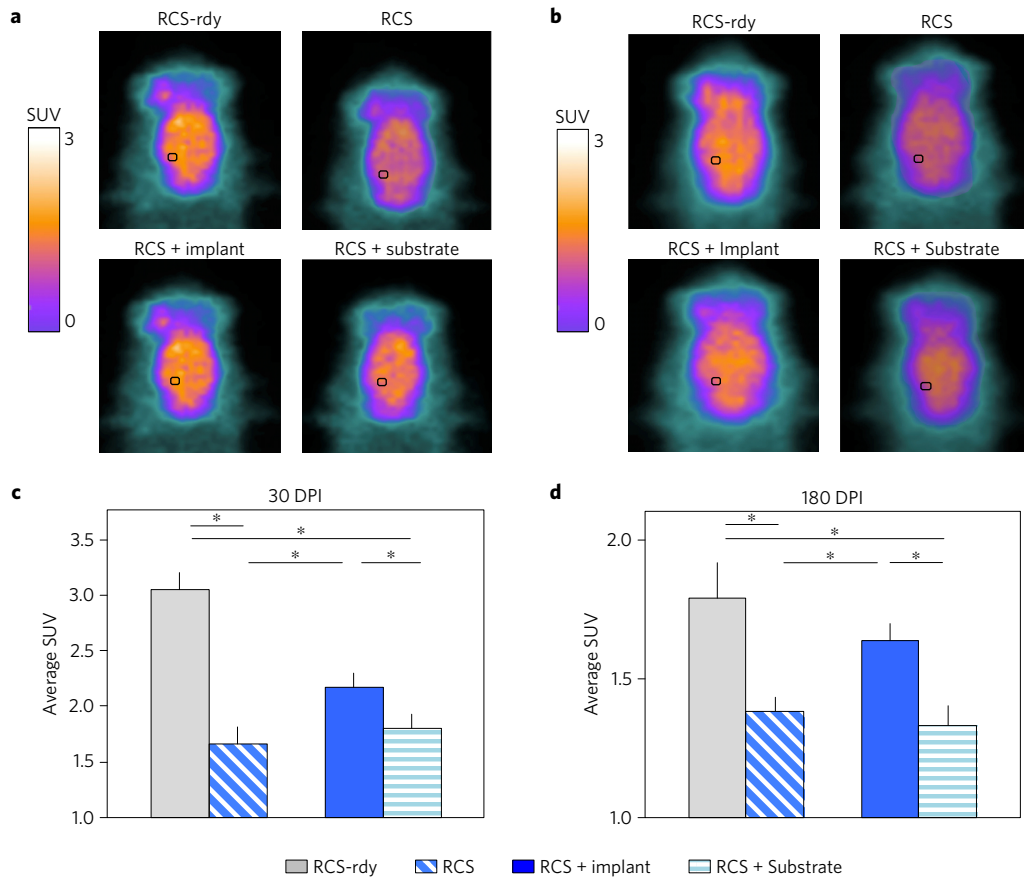 a
RCS-rdy
RCS
SUV
3
0
RCS + implant
RCS + substrate
b
RCS-rdy
RCS
SUV
3
0
RCS + Implant
RCS + Substrate
c
30 DPI
Average SUV
3.5
3.0
2.5
2.0
1.5
1.0
*
*
*
*
d
180 DPI
Average SUV
2.0
1.5
1.0
*
*
*
*
RCS-rdy
RCS
RCS + implant
RCS + Substrate